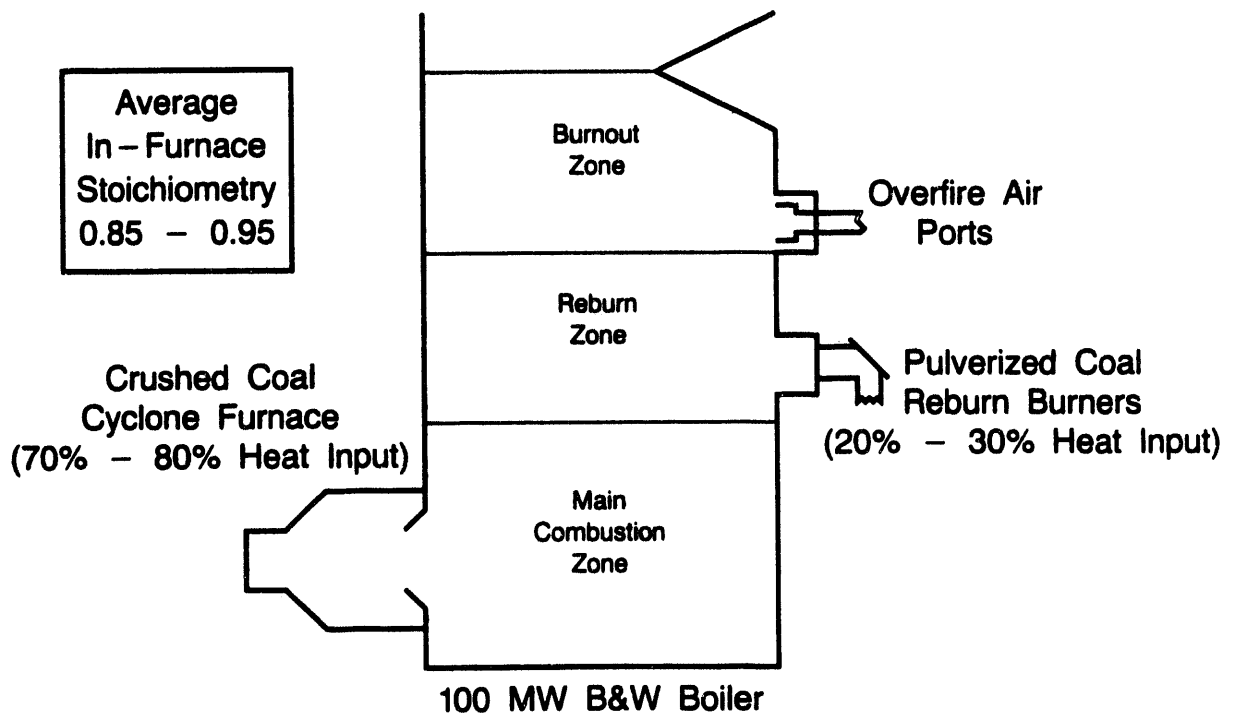 Average
In – Furnace
Stoichiometry
0.85 – 0.95
Burnout
Zone
Overfire Air
Ports
Reburn
Zone
Crushed Coal
Cyclone Furnace
(70% – 80% Heat Input)
Pulverized Coal
Reburn Burners
(20% – 30% Heat Input)
Main
Combustion
Zone
100 MW B&W Boiler